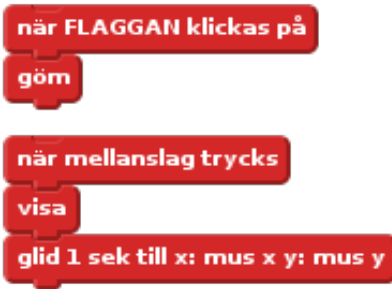 när FLAGGAN klickas på
göm
när mellanslag trycks
visa
glid 1 sek till x: mus x y: mus y